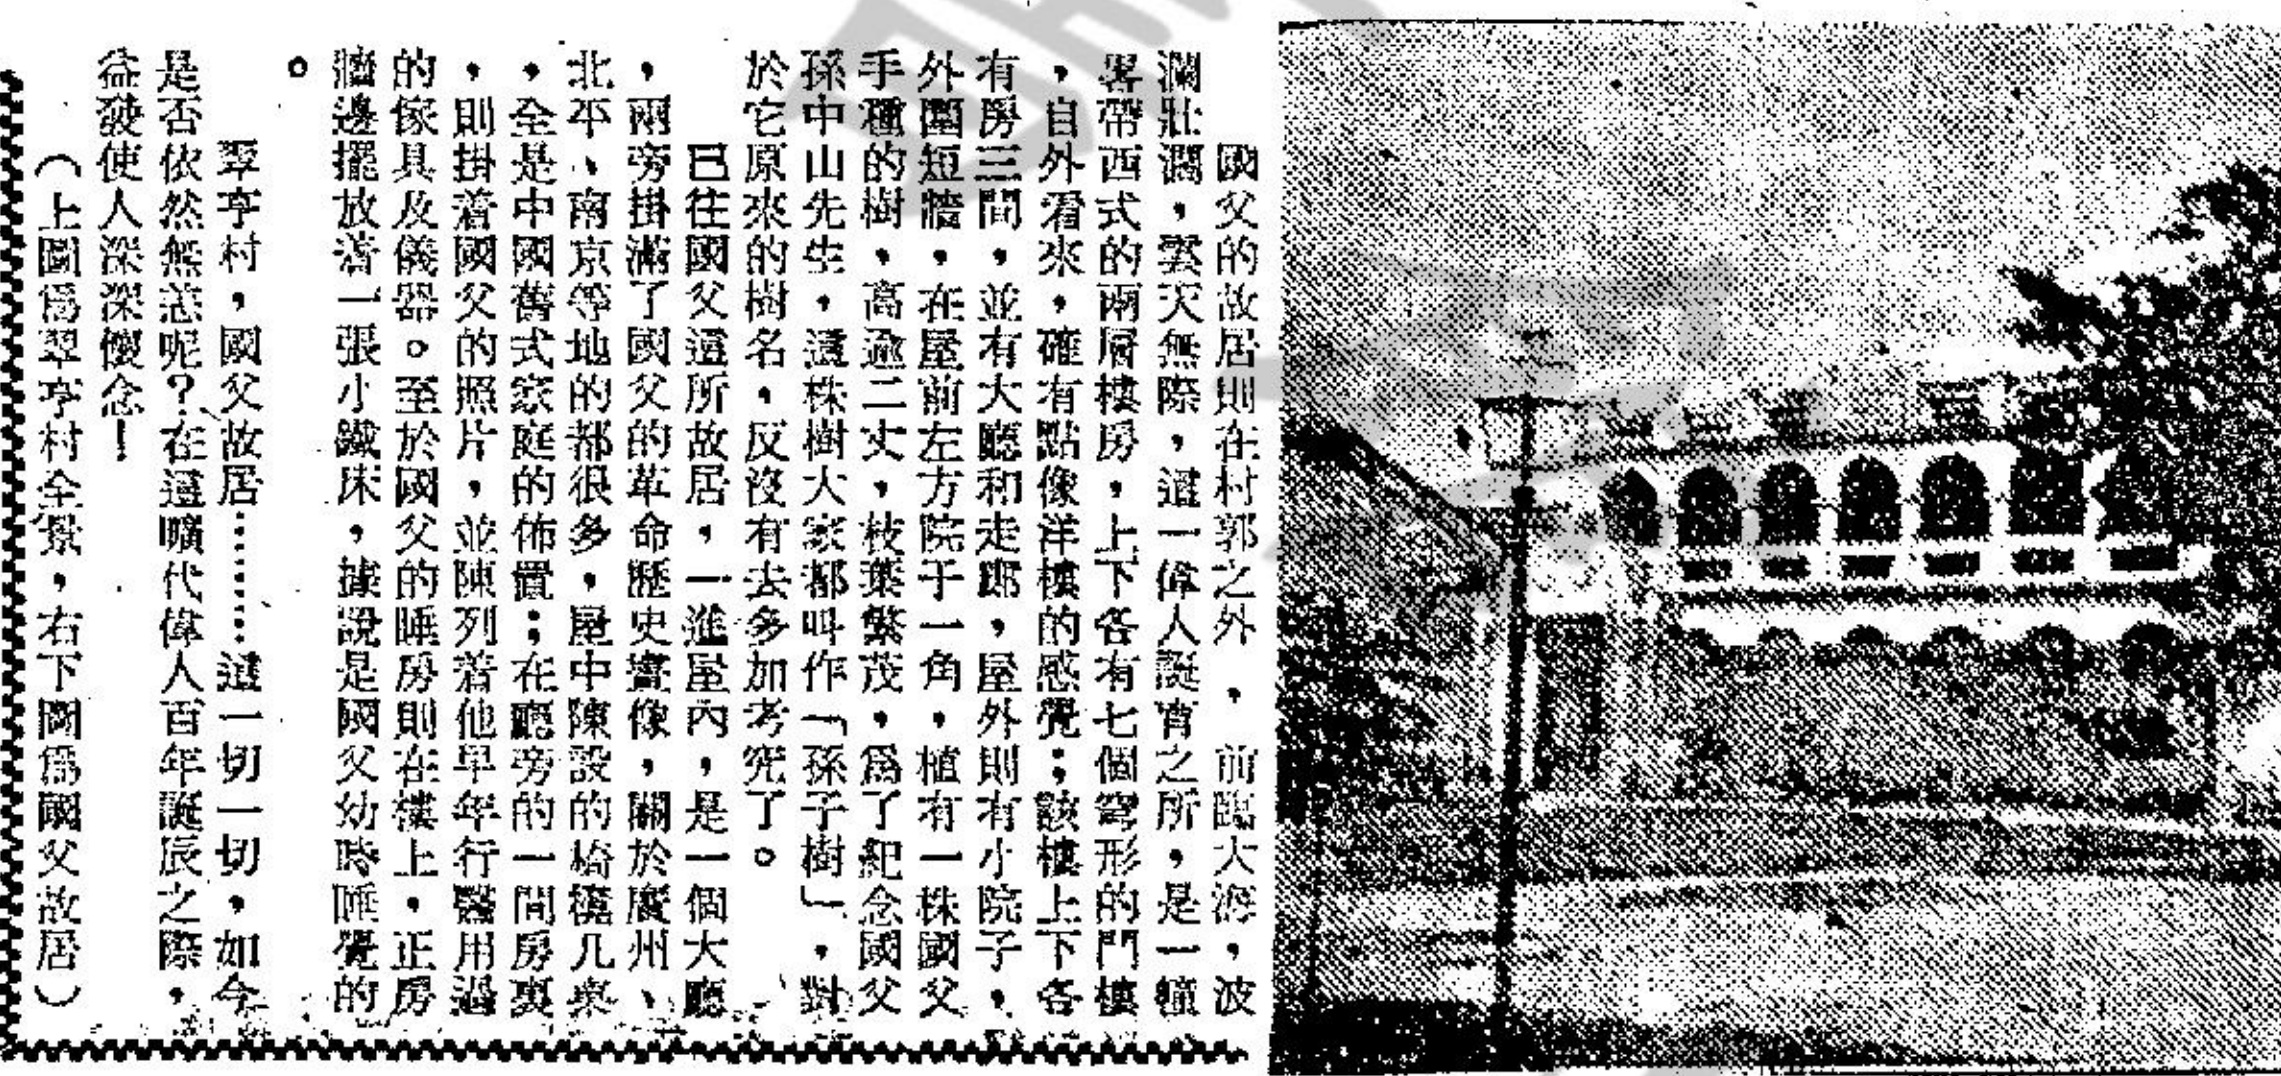 國父的故居則在村郭之外，前臨大海，波
瀾壯濶，雲天無際，這一偉人誕育之所，是一幢
畧帶西式的兩層樓房，上下各有七個穹形的門樓
，自外看來，確有點像洋樓的感覺；該樓上下各
有房三間，並有大廳和走廊，屋外則有小院子，
外圍短牆，在屋前左方院于一角，植有一株國父
手種的樹，高逾二丈，枝葉繁茂，爲了紀念國父
孫中山先生，這株樹大家都叫作「孫子樹」，對
於它原來的樹名，反沒有去多加考究了。
已往國父這所故居，一進屋內，是一個大廳
，兩旁掛滿了國父的革命歷史畫像，關於廣州、
北平、南京等地的都很多，屋中陳設的椅櫈几桌
，全是中國舊式家庭的佈置；在廳旁的一間房裏
，則掛着國父的照片，並陳列着他早年行醫用過
的傢具及儀器。至於國父的睡房則在樓上，正房
牆邊擺放着一張小鐵床，據說是國父幼時睡覺的
。
翠亨村，國父故居………這一切一切，如今
是否依然無恙呢？在這曠代偉人百年誕辰之際，
益發使人深深懷念！
（上圖爲翠亨村全景，右下圖爲國父故居）